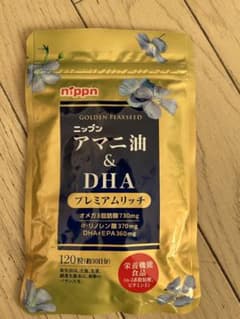 nippn
GOLDEN FLAXSEED
ニップン
アマニ油
&
DHA
プレミアムリッチ
オメガ3脂肪酸730mg
α-リノレン酸370mg
DHA+EPA360mg
120粒(約30日分)
栄養機能
食品